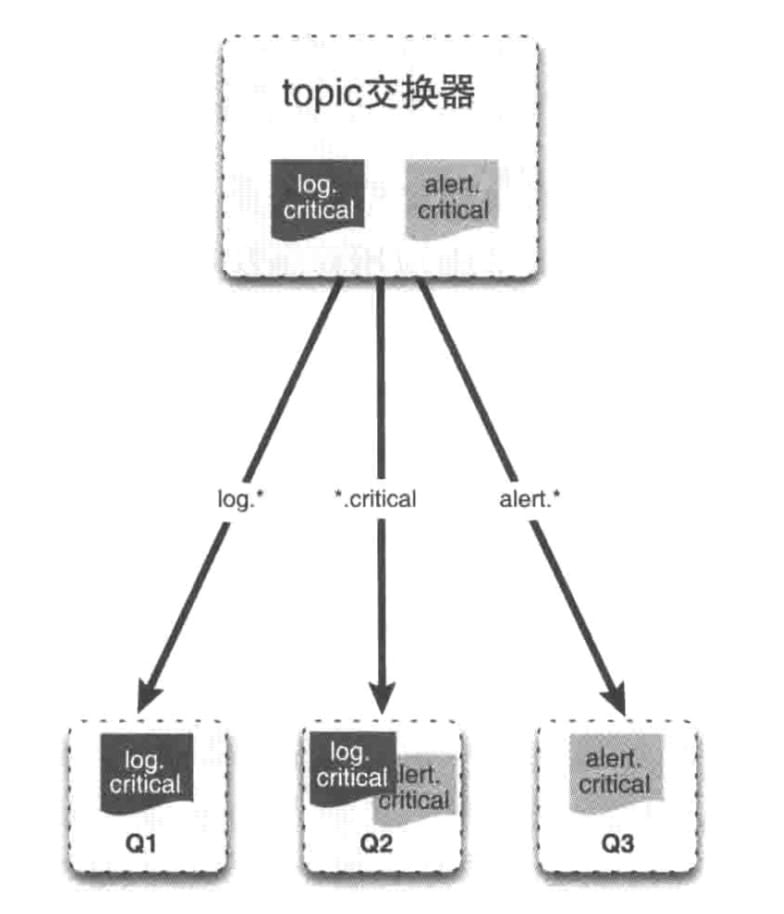 topic交换器
log.
critical
alert.
critical
log.*
*.critical
alert.*
log.
critical
Q1
log.
critical
lert.
critical
Q2
alert.
critical
Q3